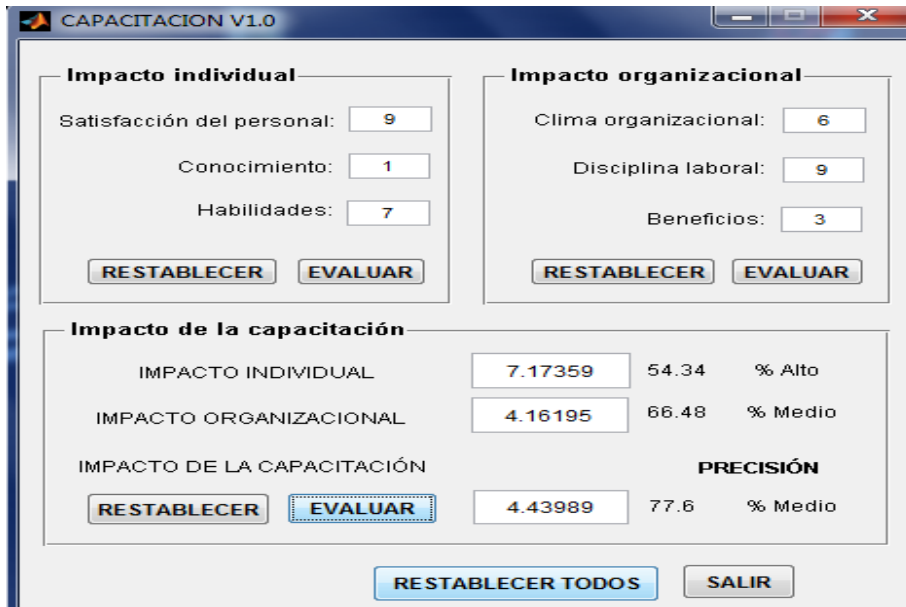 CAPACITACION V1.0
Impacto individual
Satisfacción del personal: 9
Conocimiento: 1
Habilidades: 7
RESTABLECER EVALUAR
Impacto organizacional
Clima organizacional: 6
Disciplina laboral: 9
Beneficios: 3
RESTABLECER EVALUAR
Impacto de la capacitación
IMPACTO INDIVIDUAL 7.17359 54.34 % Alto
IMPACTO ORGANIZACIONAL 4.16195 66.48 % Medio
IMPACTO DE LA CAPACITACIÓN PRECISIÓN
RESTABLECER EVALUAR 4.43989 77.6 % Medio
RESTABLECER TODOS SALIR